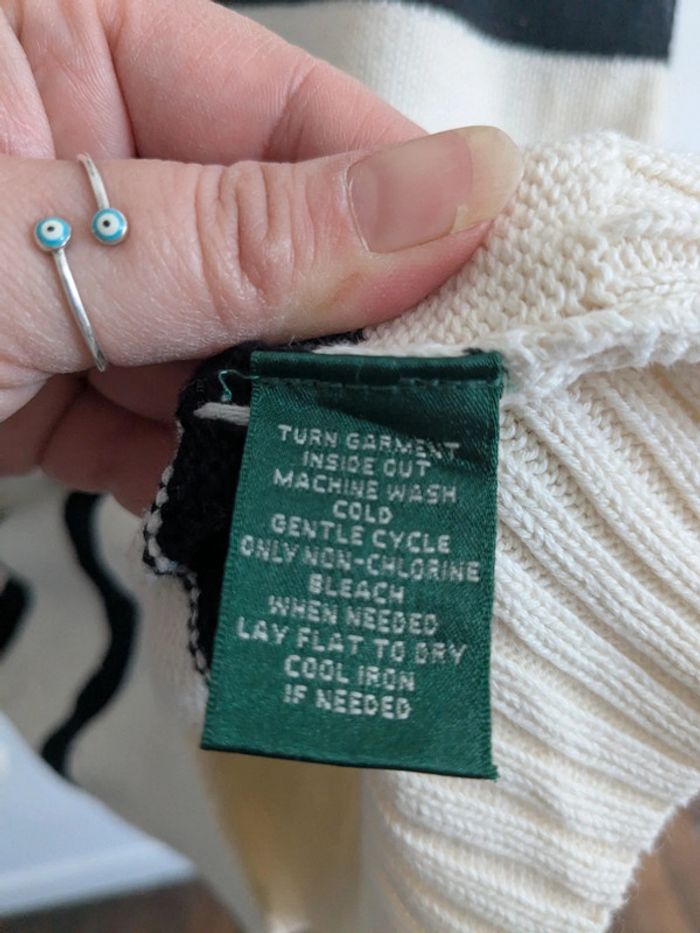 TURN GARMENT
INSIDE OUT
MACHINE WASH
COLD
GENTLE CYCLE
ONLY NON-CHLORINE
BLEACH
WHEN NEEDED
LAY FLAT TO DRY
COOL IRON
IF NEEDED